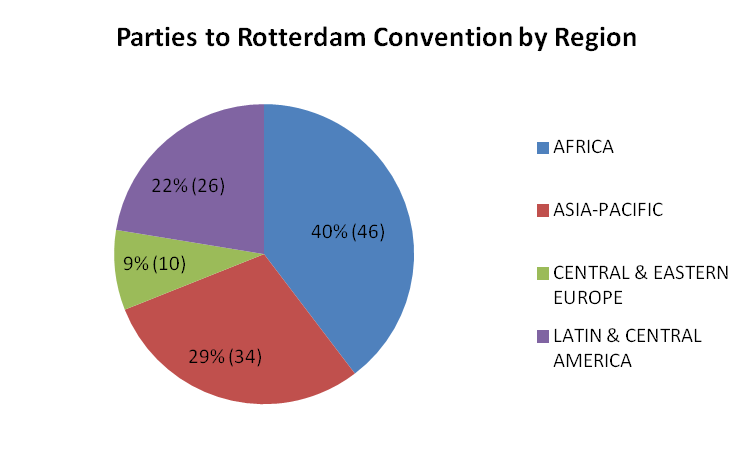 Parties to Rotterdam Convention by Region
22% (26)
40% (46)
9% (10)
29% (34)
AFRICA
ASIA-PACIFIC
CENTRAL & EASTERN
EUROPE
LATIN & CENTRAL
AMERICA